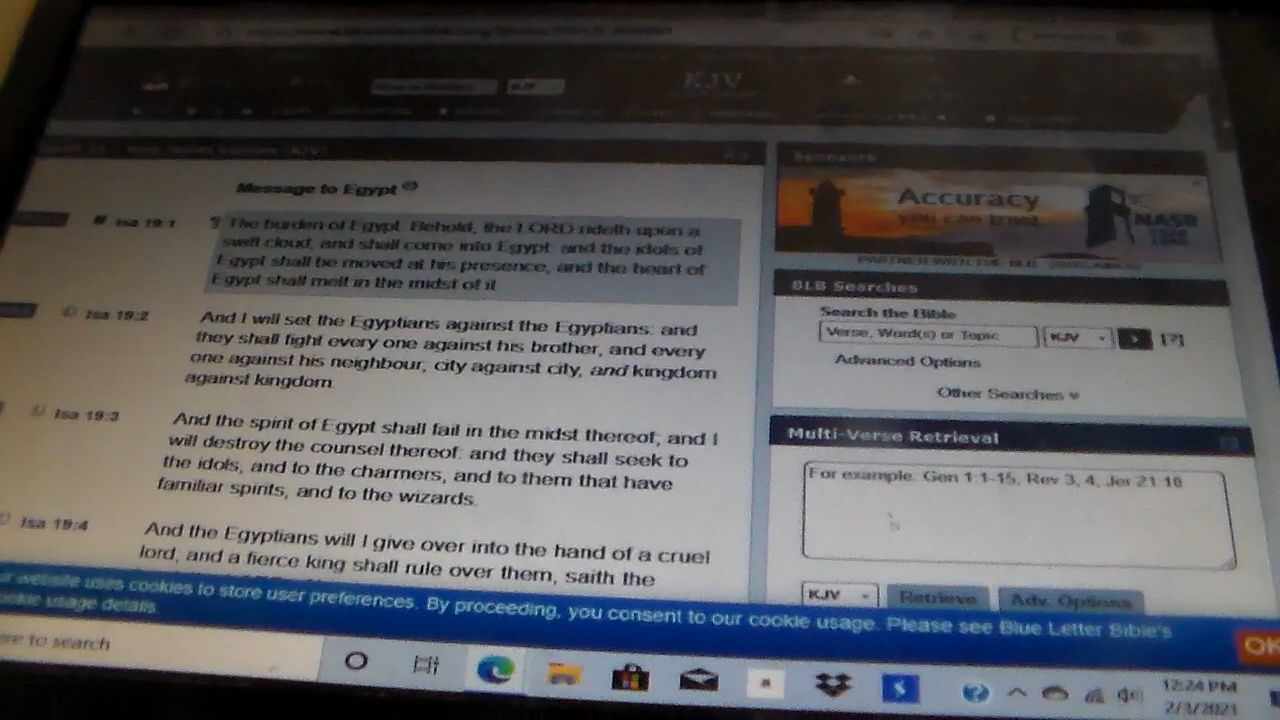 KJV
Message to Egypt
Isa 19:1
¶ The burden of Egypt. Behold, the LORD rideth upon a
swift cloud, and shall come into Egypt: and the idols of
Egypt shall be moved at his presence, and the heart of
Egypt shall melt in the midst of it.
Isa 19:2
And I will set the Egyptians against the Egyptians: and
they shall fight every one against his brother, and every
one against his neighbour; city against city, and kingdom
against kingdom.
Isa 19:3
And the spirit of Egypt shall fail in the midst thereof; and I
will destroy the counsel thereof: and they shall seek to
the idols, and to the charmers, and to them that have
familiar spirits, and to the wizards.
Isa 19:4
And the Egyptians will I give over into the hand of a cruel
lord; and a fierce king shall rule over them, saith the
Sponsors
Accuracy
you can trust.
NASB
PARTNER WITH THE BLB
BLB Searches
Search the Bible
Verse, Word(s) or Topic
KJV
[?]
Advanced Options
Other Searches
Multi-Verse Retrieval
For example: Gen 1:1-15, Rev 3, 4, Jer 21 10
KJV
Retrieve
Adv. Options
website uses cookies to store user preferences. By proceeding, you consent to our cookie usage. Please see Blue Letter Bible's
cookie usage details.
OK
to search
12:24 PM
2/3/2021